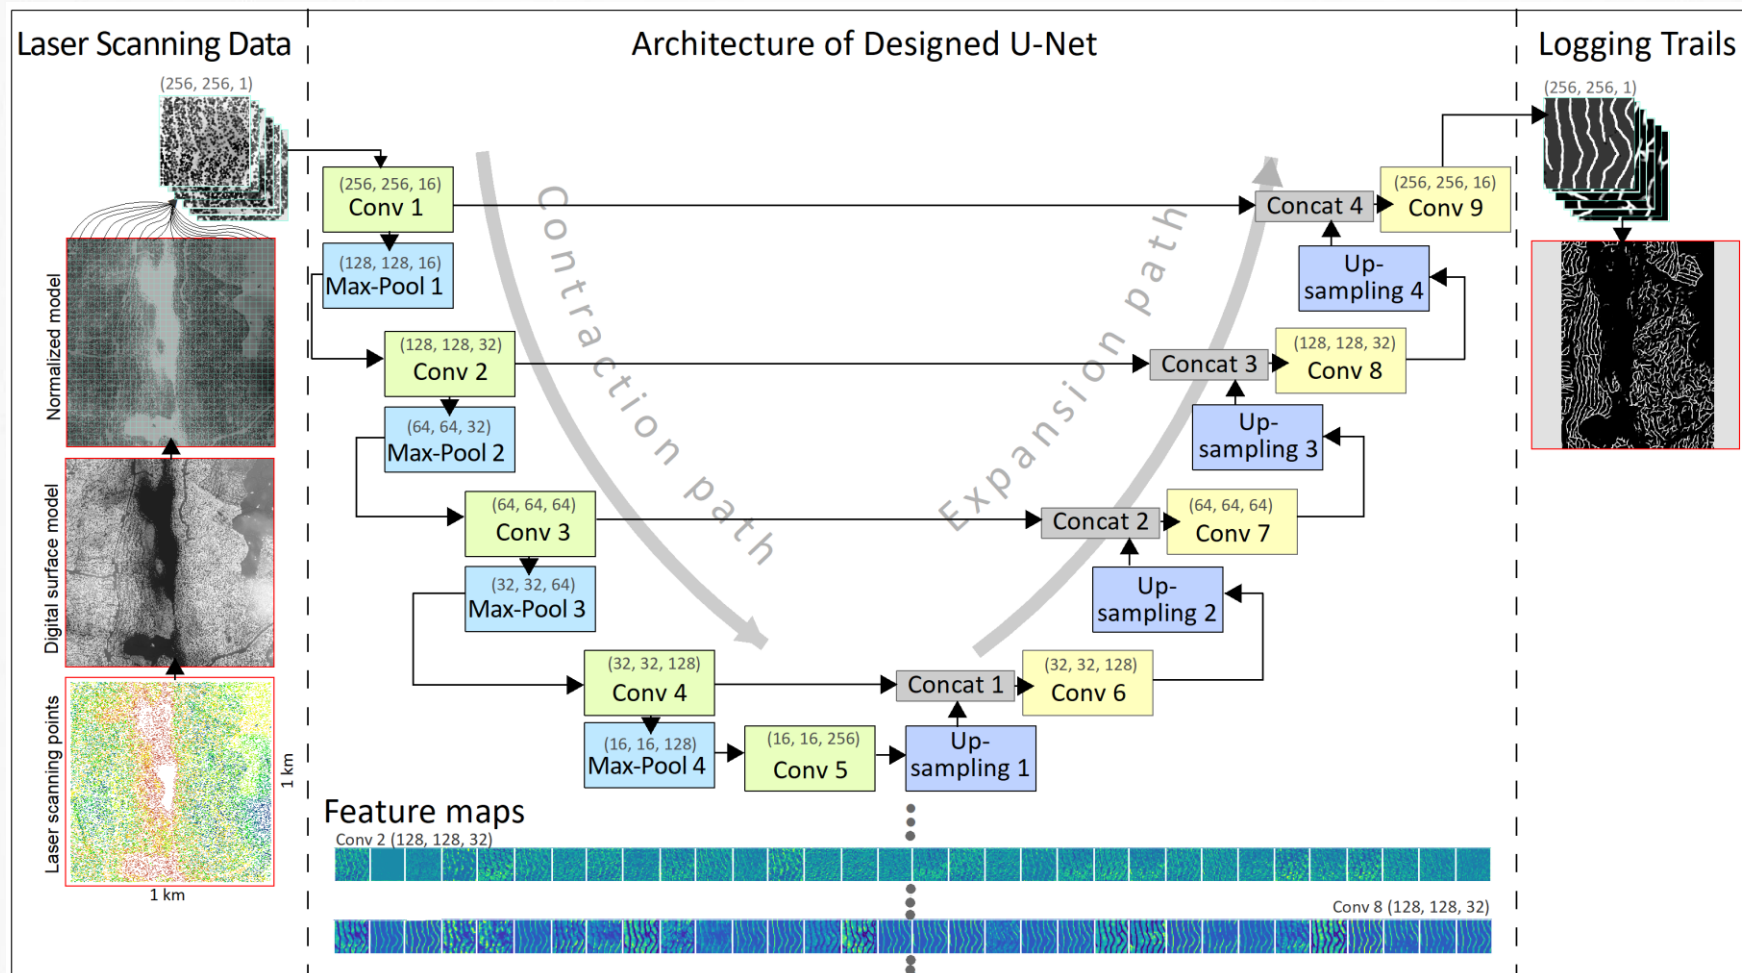 Laser Scanning Data
Architecture of Designed U-Net
Logging Trails
(256, 256, 1)
Normalized model
Digital surface model
Laser scanning points
1 km
1 km
(256, 256, 16)
Conv 1
(128, 128, 16)
Max-Pool 1
(128, 128, 32)
Conv 2
(64, 64, 32)
Max-Pool 2
(64, 64, 64)
Conv 3
(32, 32, 64)
Max-Pool 3
(32, 32, 128)
Conv 4
(16, 16, 128)
Max-Pool 4
(16, 16, 256)
Conv 5
Contraction path
Expansion path
Up-
sampling 1
Concat 1
(32, 32, 128)
Conv 6
Up-
sampling 2
Concat 2
(64, 64, 64)
Conv 7
Up-
sampling 3
Concat 3
(128, 128, 32)
Conv 8
Up-
sampling 4
Concat 4
(256, 256, 16)
Conv 9
(256, 256, 1)
Feature maps
Conv 2 (128, 128, 32)
Conv 8 (128, 128, 32)